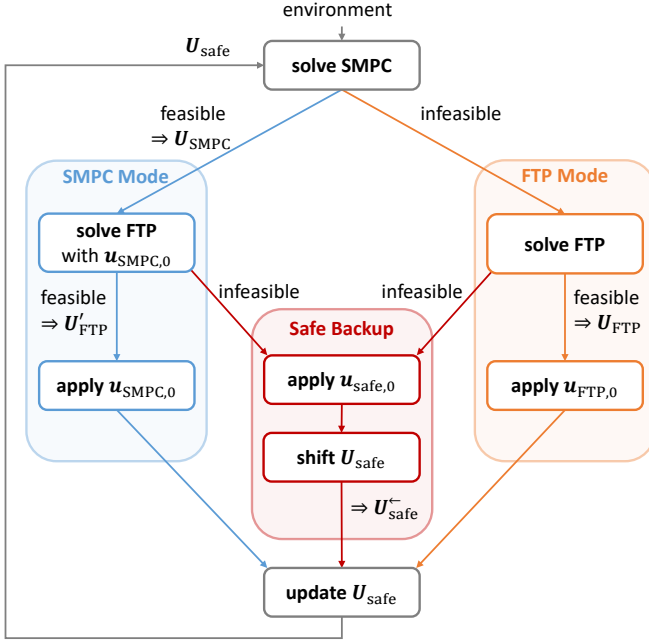 environment
U_safe
solve SMPC
feasible
⇒ U_SMPC
infeasible
SMPC Mode
FTP Mode
solve FTP
with u_SMPC,0
solve FTP
feasible
⇒ U′_FTP
infeasible
infeasible
feasible
⇒ U_FTP
Safe Backup
apply u_SMPC,0
apply u_safe,0
apply u_FTP,0
shift U_safe
⇒ U_safe^←
update U_safe